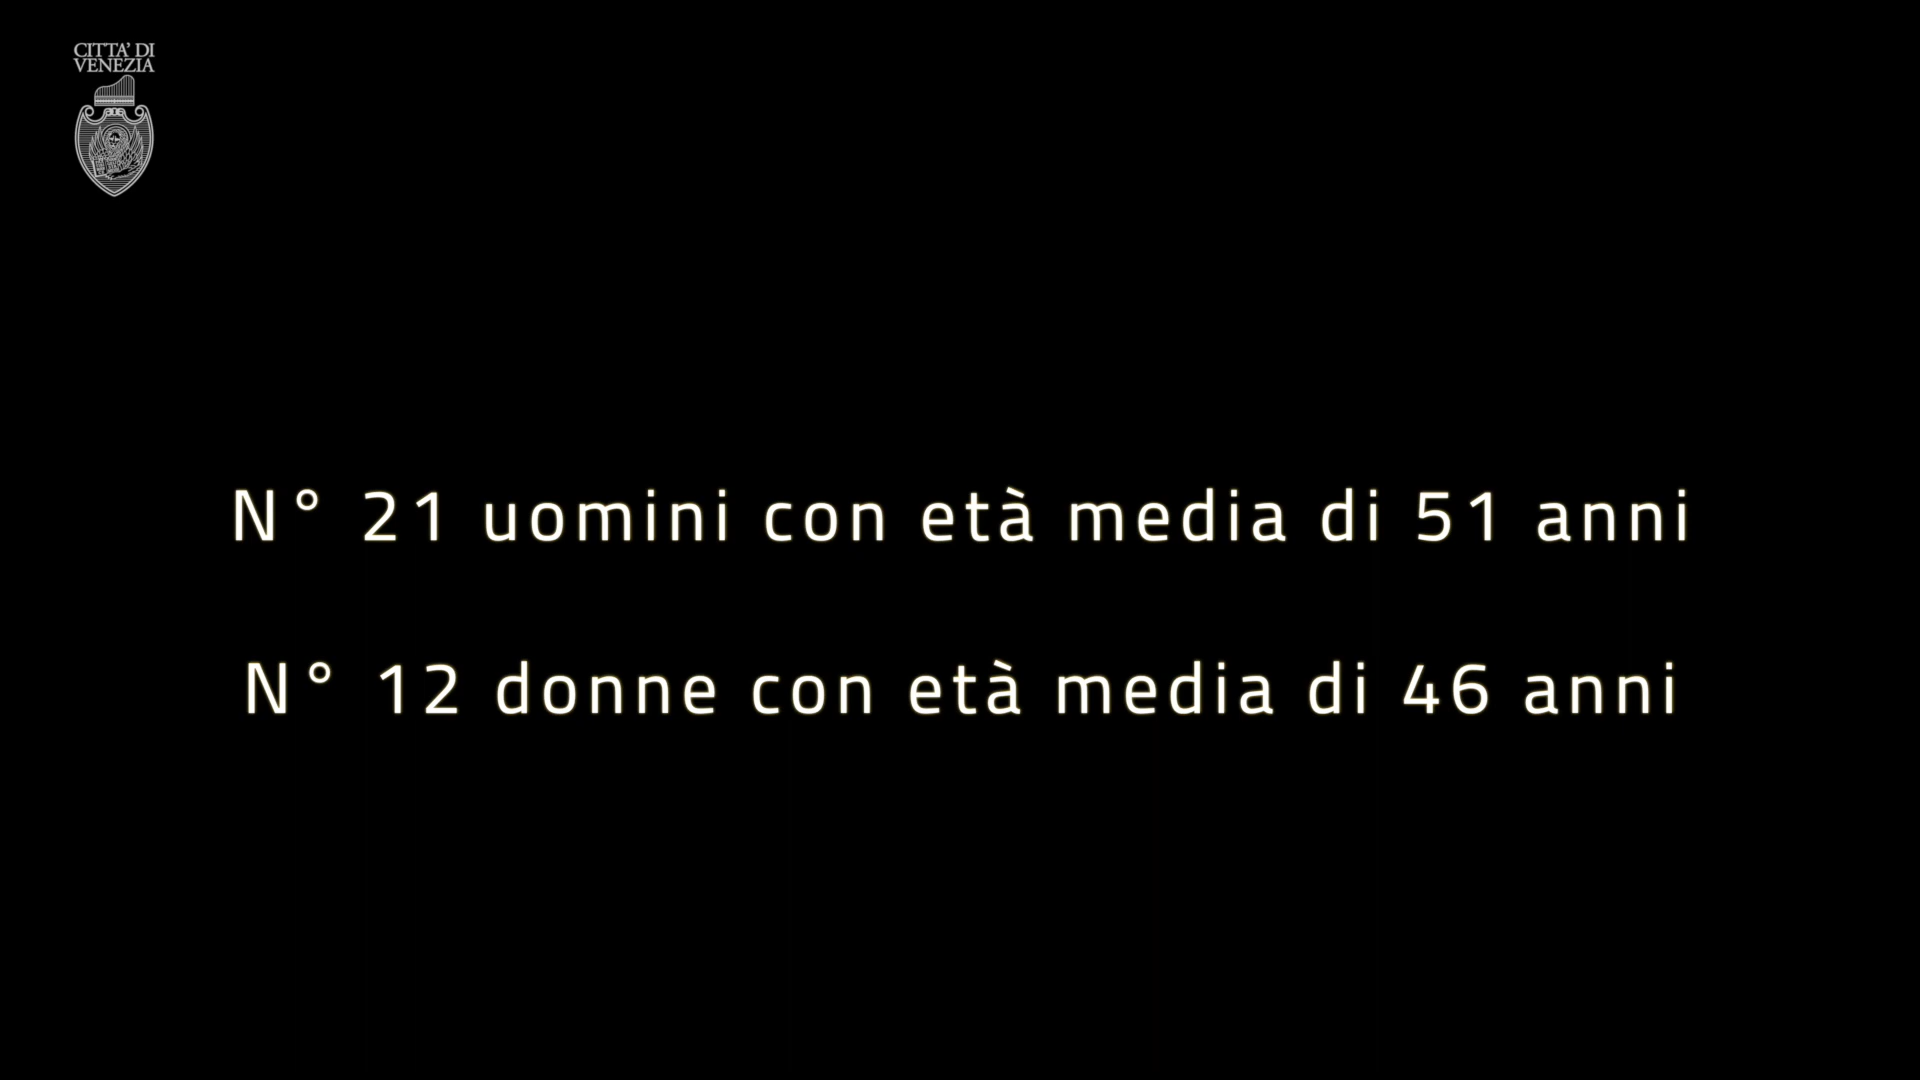 CITTA' DI
VENEZIA
N° 21 uomini con età media di 51 anni
N° 12 donne con età media di 46 anni